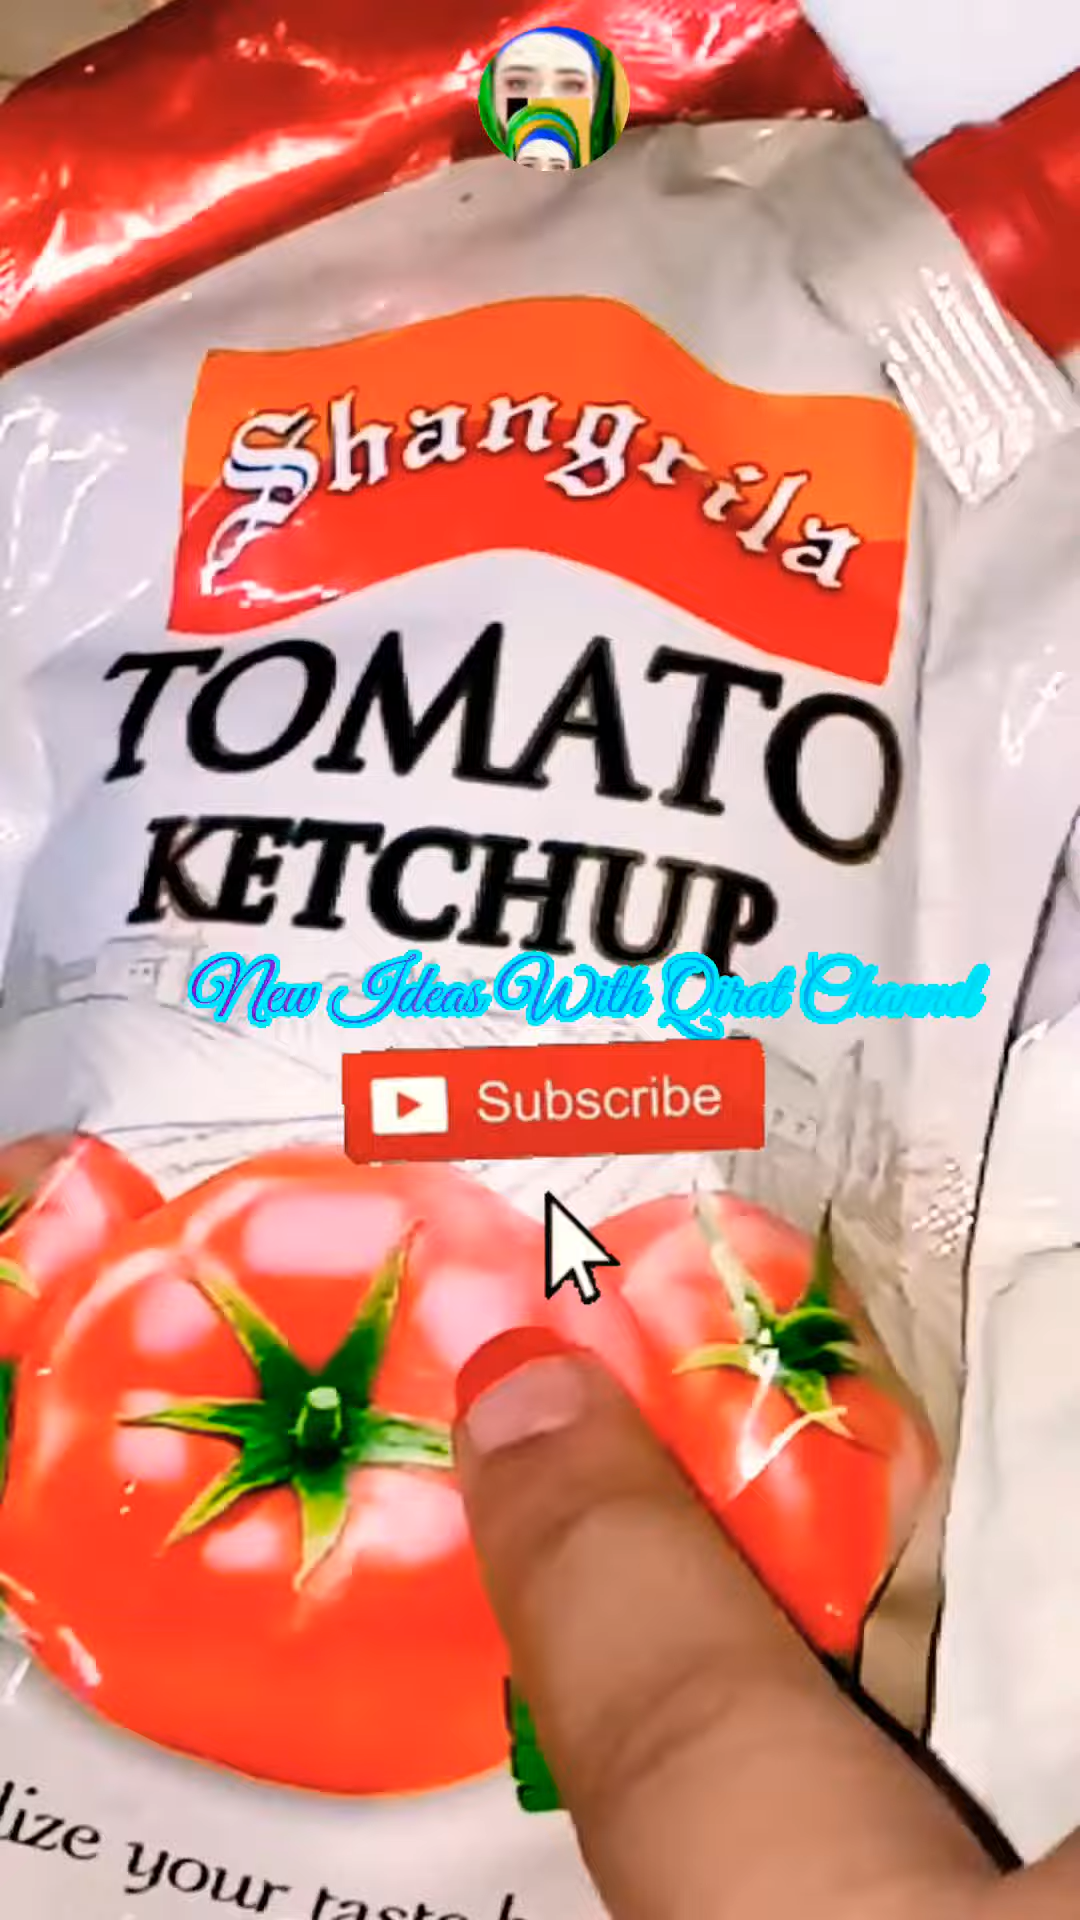 Shangrila
TOMATO
KETCHUP
New Ideas With Qirat Channel
Subscribe
lize your taste b